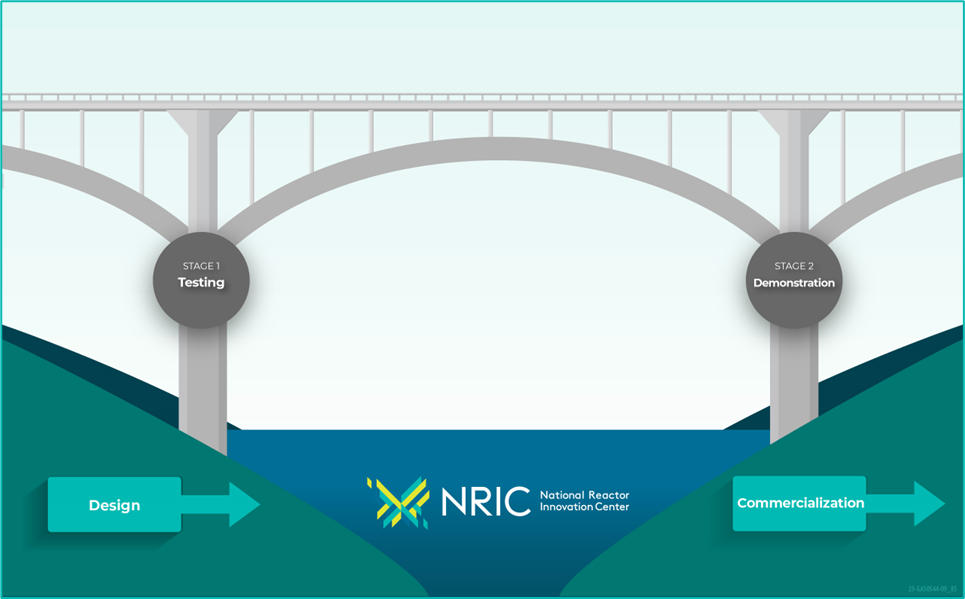 STAGE 1
Testing
STAGE 2
Demonstration
Design
NRIC
National Reactor
Innovation Center
Commercialization